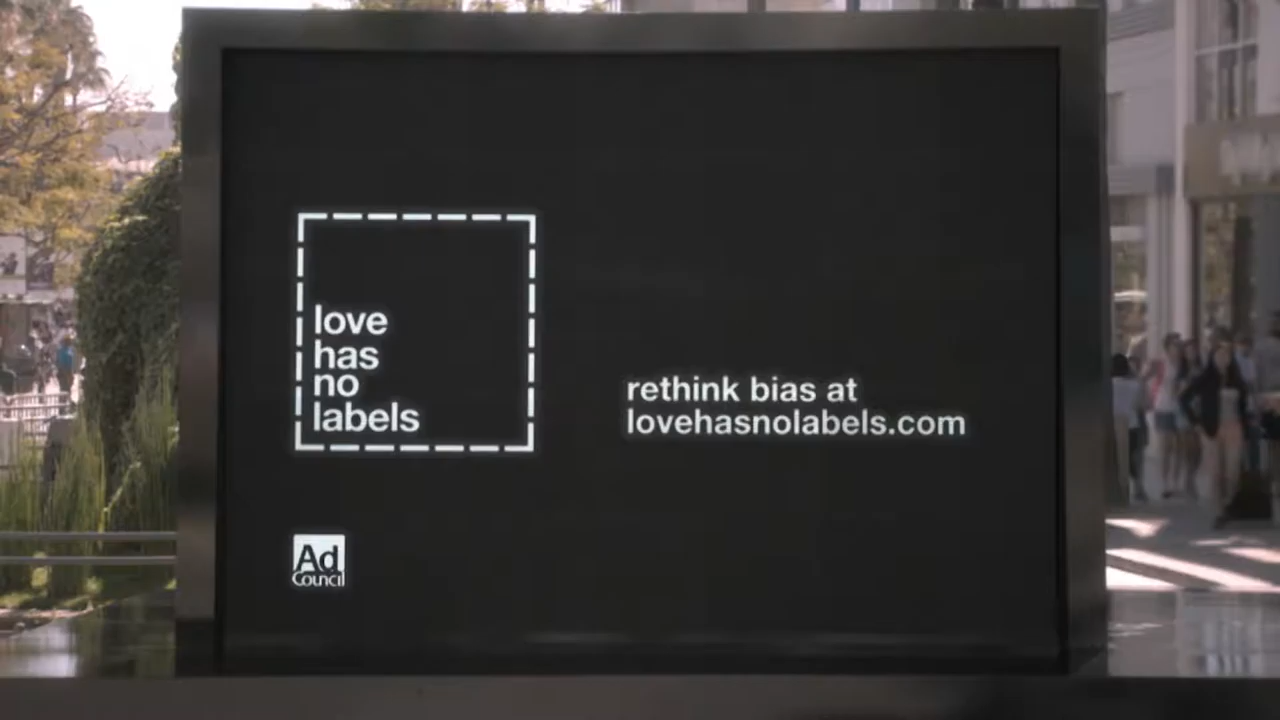 love
has
no
labels
rethink bias at
lovehasnolabels.com
Ad
Council